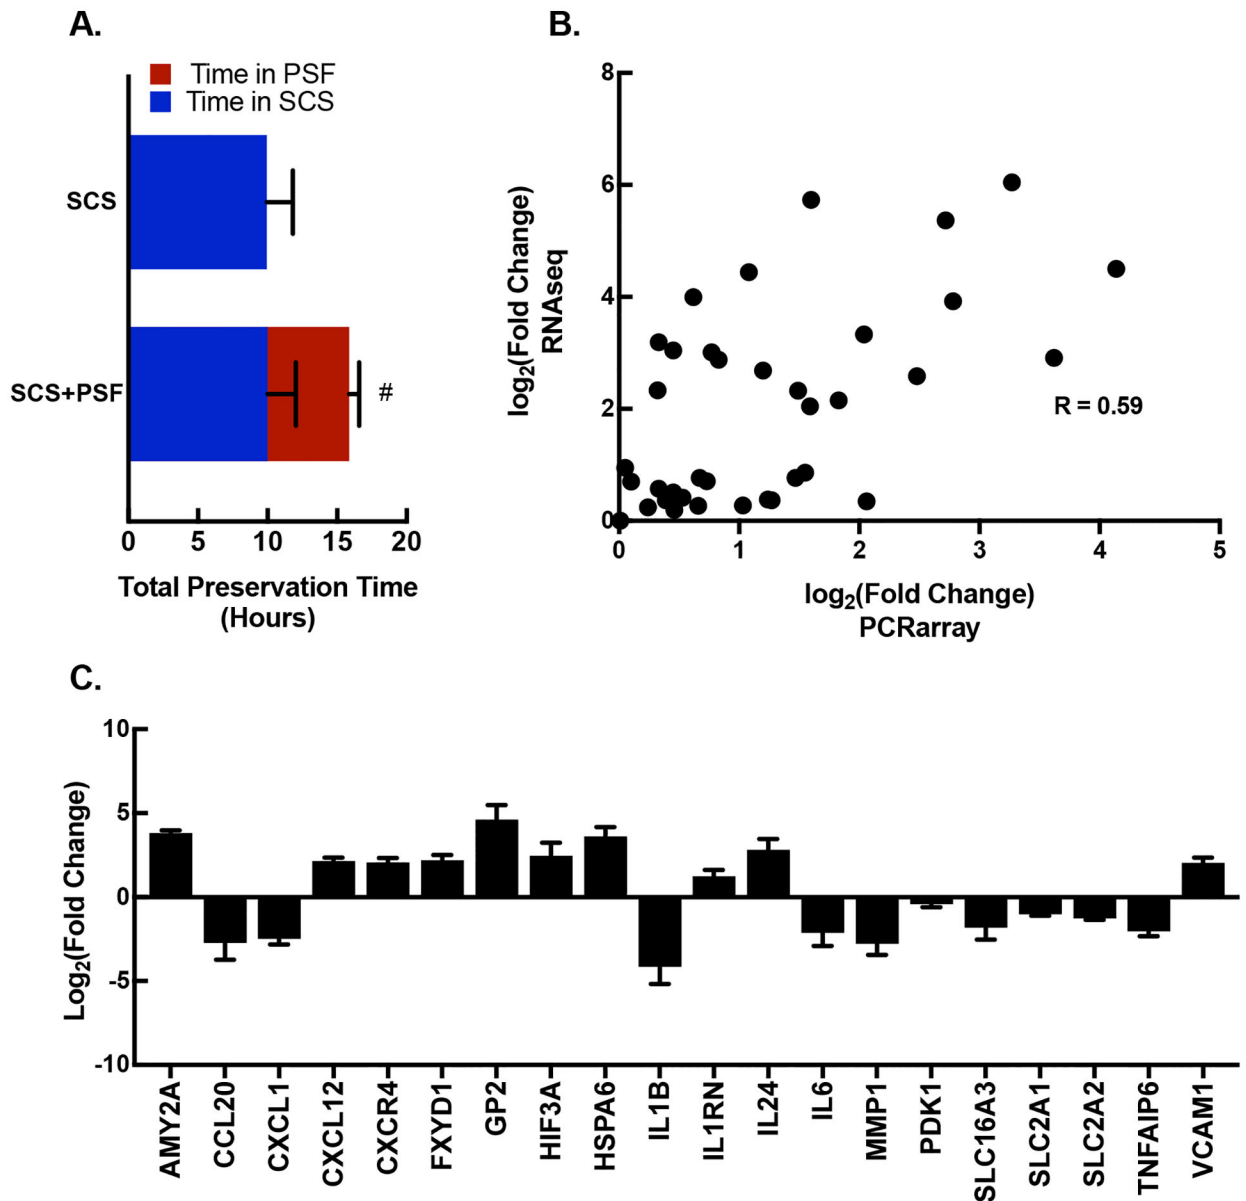 A.
Time in PSF
Time in SCS
SCS
SCS+PSF
#
0 5 10 15 20
Total Preservation Time
(Hours)
B.
8
6
4
2
0
log2(Fold Change)
RNAseq
R = 0.59
0 1 2 3 4 5
log2(Fold Change)
PCRarray
C.
10
5
0
-5
-10
Log2(Fold Change)
AMY2A
CCL20
CXCL1
CXCL12
CXCR4
FXYD1
GP2
HIF3A
HSPA6
IL1B
IL1RN
IL24
IL6
MMP1
PDK1
SLC16A3
SLC2A1
SLC2A2
TNFAIP6
VCAM1